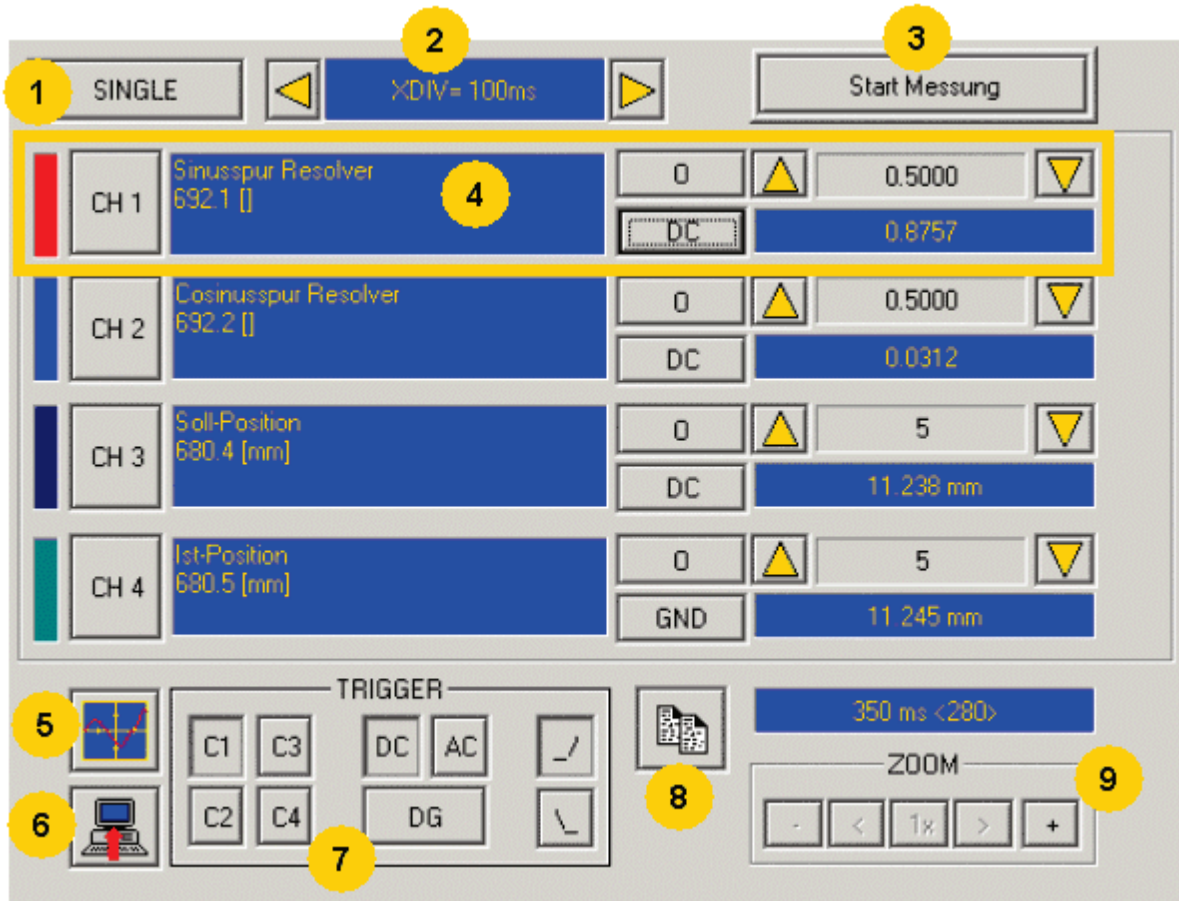 2
3
1
SINGLE
XDIV= 100ms
Start Messung
CH 1
Sinusspur Resolver
692.1 []
4
0
0.5000
DC
0.8757
CH 2
Cosinusspur Resolver
692.2 []
0
0.5000
DC
0.0312
CH 3
Soll-Position
680.4 [mm]
0
5
DC
11.238 mm
CH 4
Ist-Position
680.5 [mm]
0
5
GND
11.245 mm
5
TRIGGER
C1
C3
DC
AC
_/
350 ms <280>
ZOOM
9
6
C2
C4
DG
\_
7
8
-
<
1x
>
+